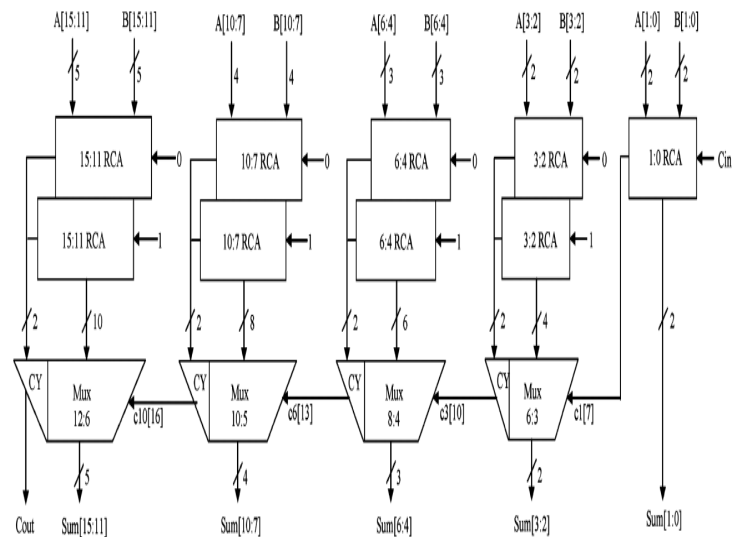 A[15:11] B[15:11] A[10:7] B[10:7] A[6:4] B[6:4] A[3:2] B[3:2] A[1:0] B[1:0]
5 5 4 4 3 3 2 2 2 2
15:11 RCA 0 10:7 RCA 0 6:4 RCA 0 3:2 RCA 0 1:0 RCA Cin
15:11 RCA 1 10:7 RCA 1 6:4 RCA 1 3:2 RCA 1
2 10 2 8 2 6 2 4 2
CY Mux 12:6 c10[16] CY Mux 10:5 c6[13] CY Mux 8:4 c3[10] CY Mux 6:3 c1[7]
5 4 3 2
Cout Sum[15:11] Sum[10:7] Sum[6:4] Sum[3:2] Sum[1:0]